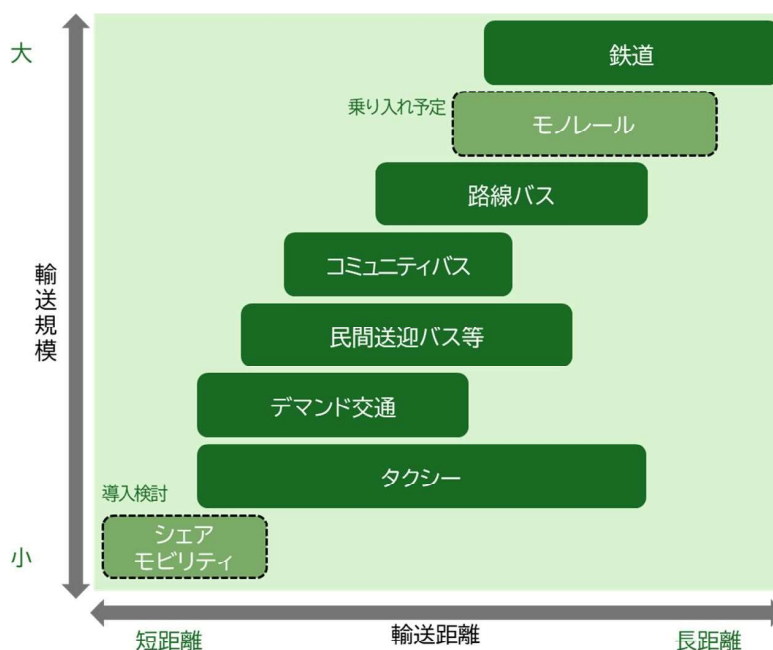 大
鉄道
乗り入れ予定
モノレール
路線バス
コミュニティバス
輸送規模
民間送迎バス等
デマンド交通
タクシー
導入検討
シェア
モビリティ
小
短距離
輸送距離
長距離